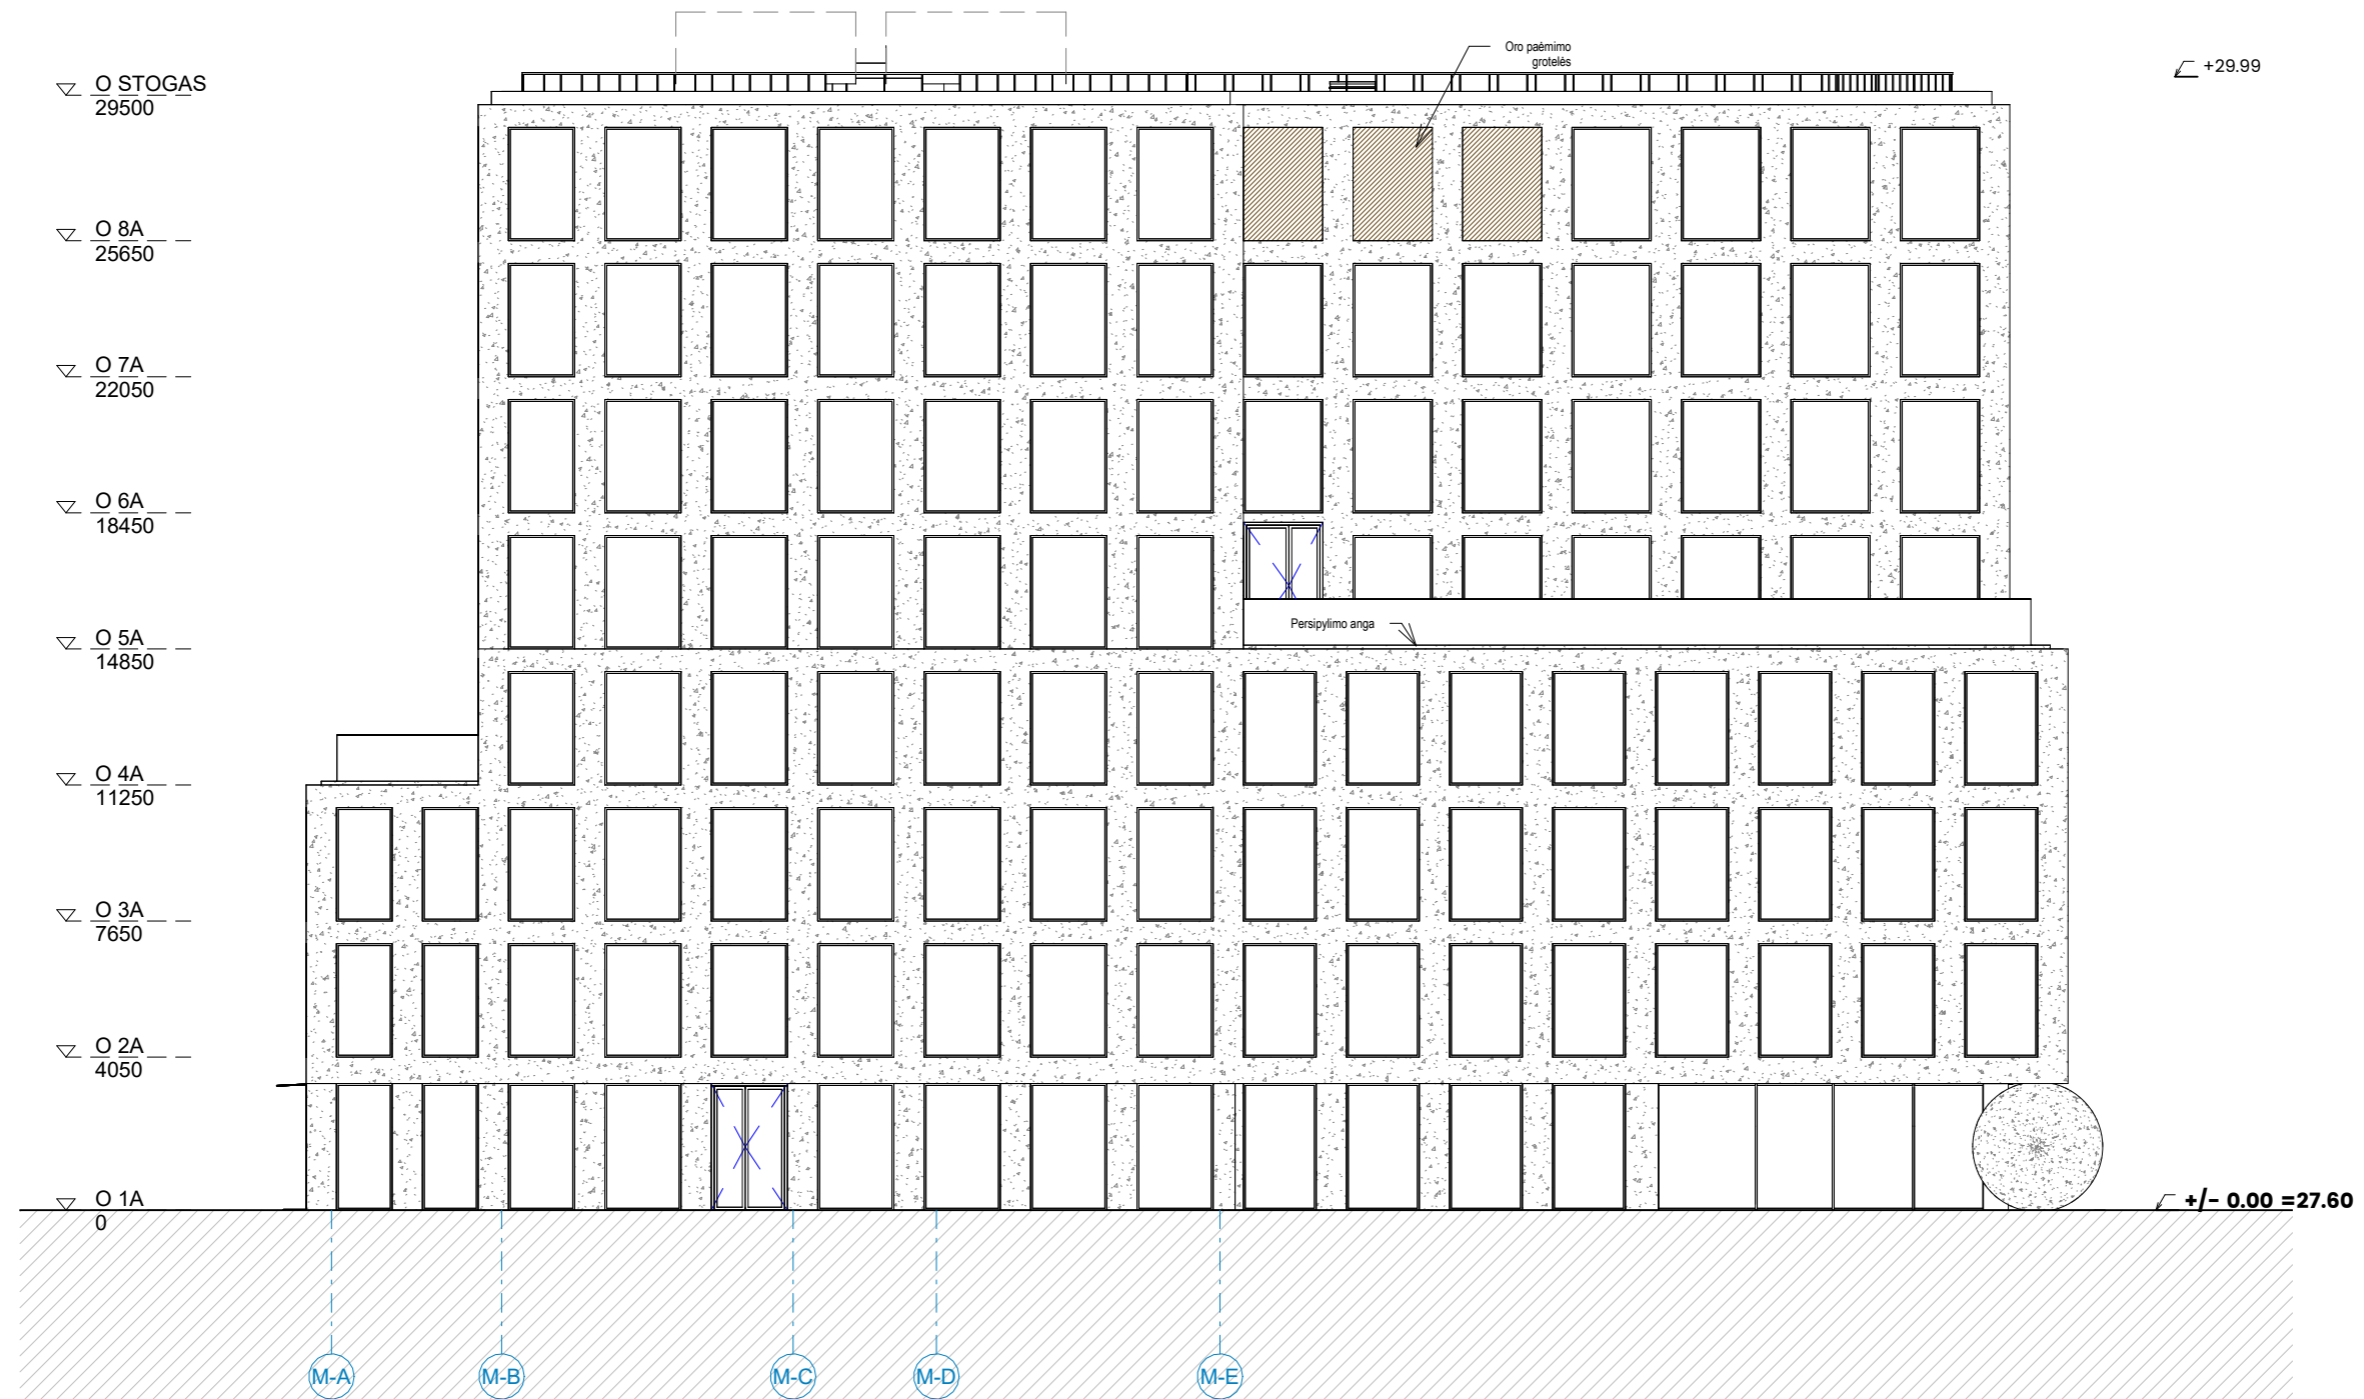 Oro paėmimo
grotelės
+29.99
O STOGAS
29500
O 8A
25650
O 7A
22050
O 6A
18450
Persipylimo anga
O 5A
14850
O 4A
11250
O 3A
7650
O 2A
4050
O 1A
0
+/- 0.00 =27.60
M-A
M-B
M-C
M-D
M-E